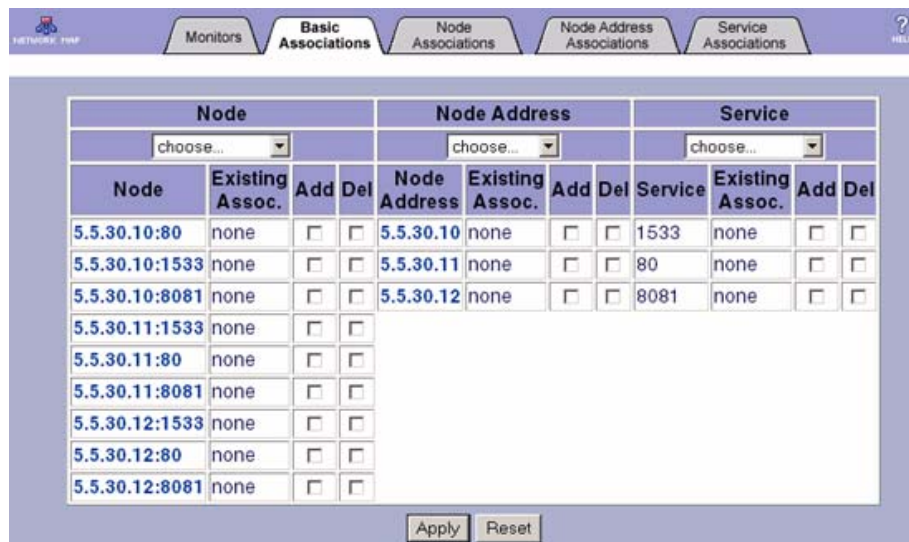 NETWORK MAP
Monitors
Basic Associations
Node Associations
Node Address Associations
Service Associations
?
HELP
Node Node Address Service
choose... choose... choose...
Node Existing Assoc. Add Del Node Address Existing Assoc. Add Del Service Existing Assoc. Add Del
5.5.30.10:80 none 5.5.30.10 none 1533 none
5.5.30.10:1533 none 5.5.30.11 none 80 none
5.5.30.10:8081 none 5.5.30.12 none 8081 none
5.5.30.11:1533 none
5.5.30.11:80 none
5.5.30.11:8081 none
5.5.30.12:1533 none
5.5.30.12:80 none
5.5.30.12:8081 none
Apply Reset